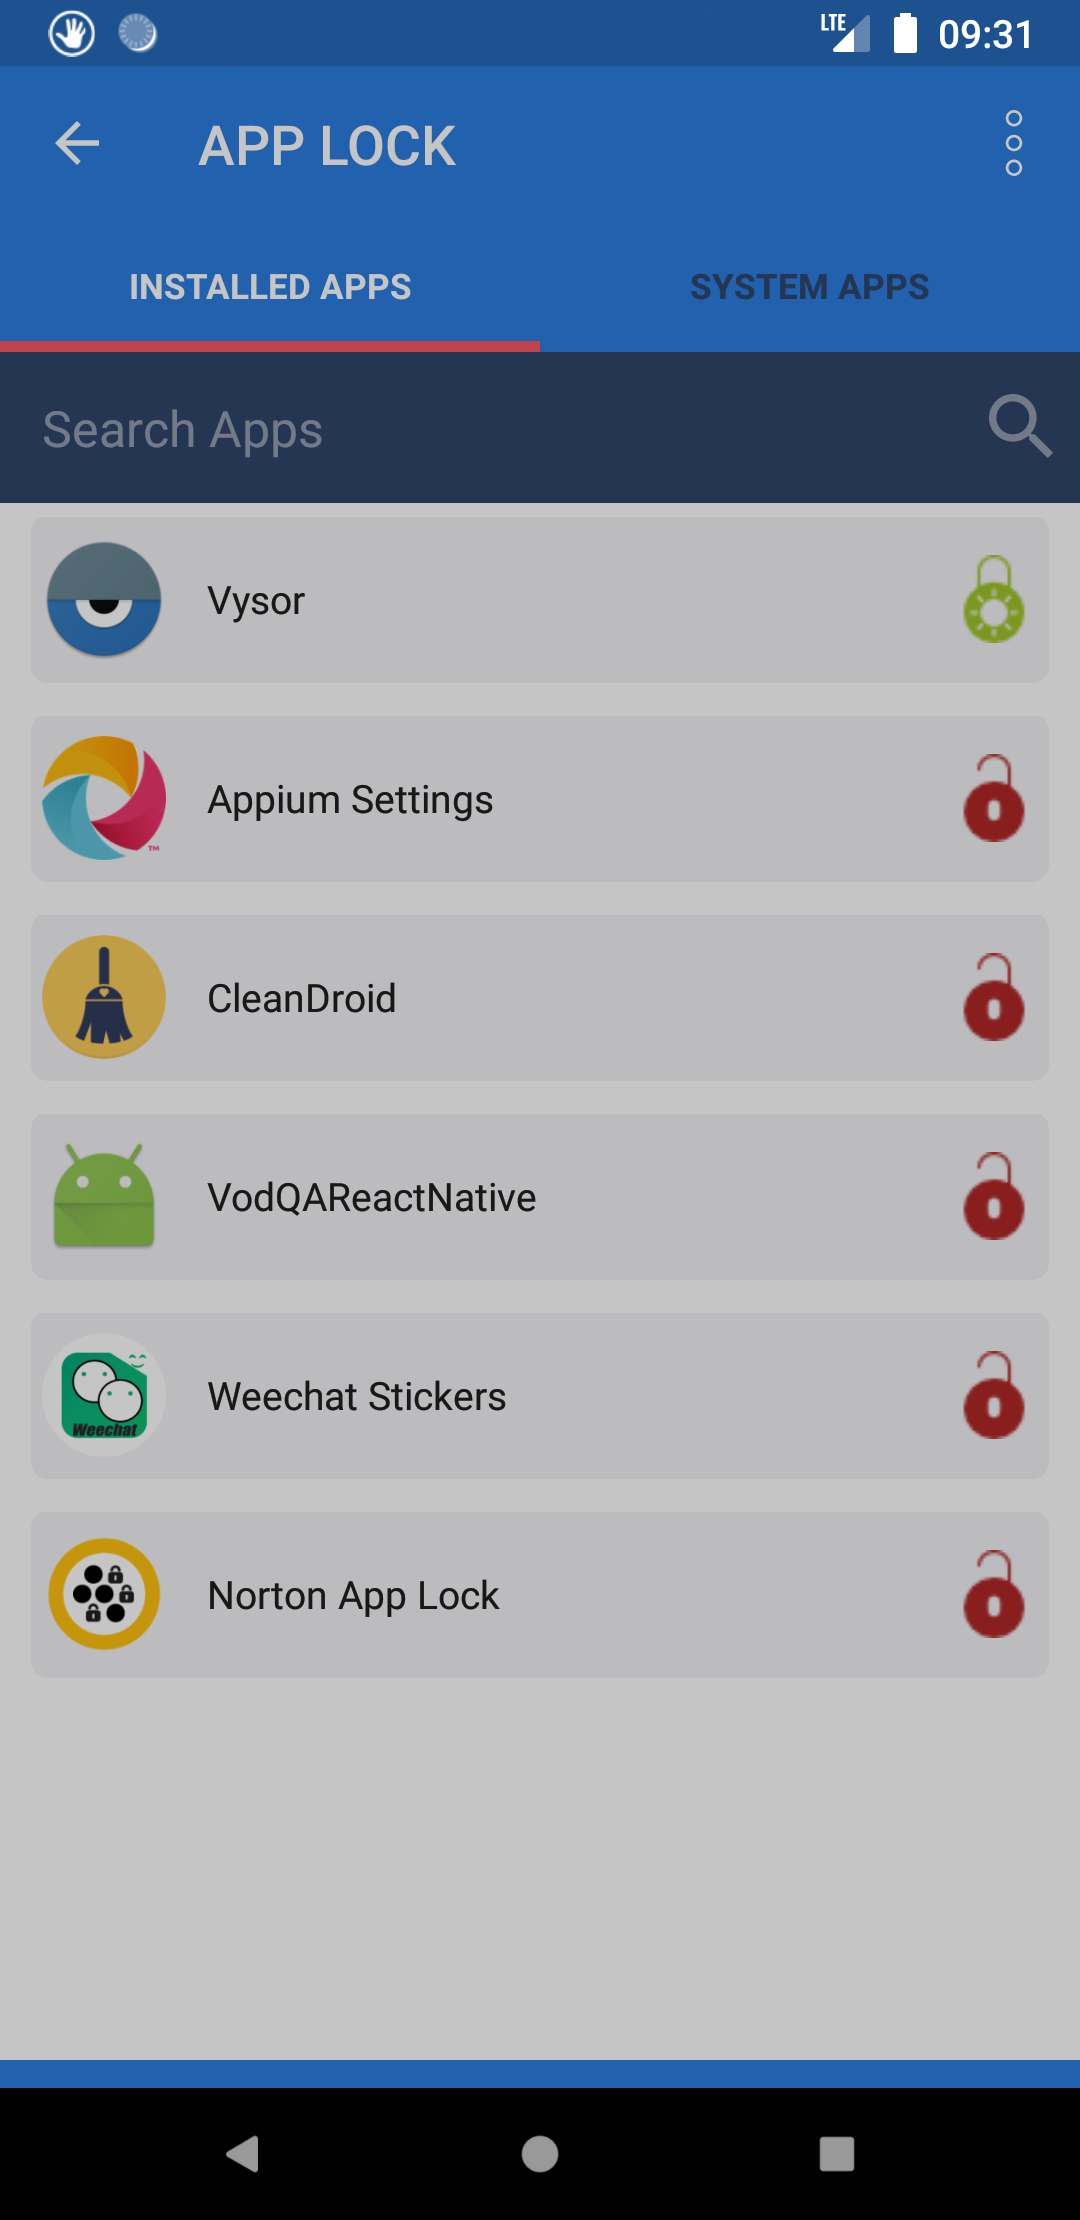 LTE 09:31
APP LOCK
INSTALLED APPS SYSTEM APPS
Search Apps
Vysor
Appium Settings
TM
CleanDroid
VodQAReactNative
Weechat Stickers
Weechat
Norton App Lock